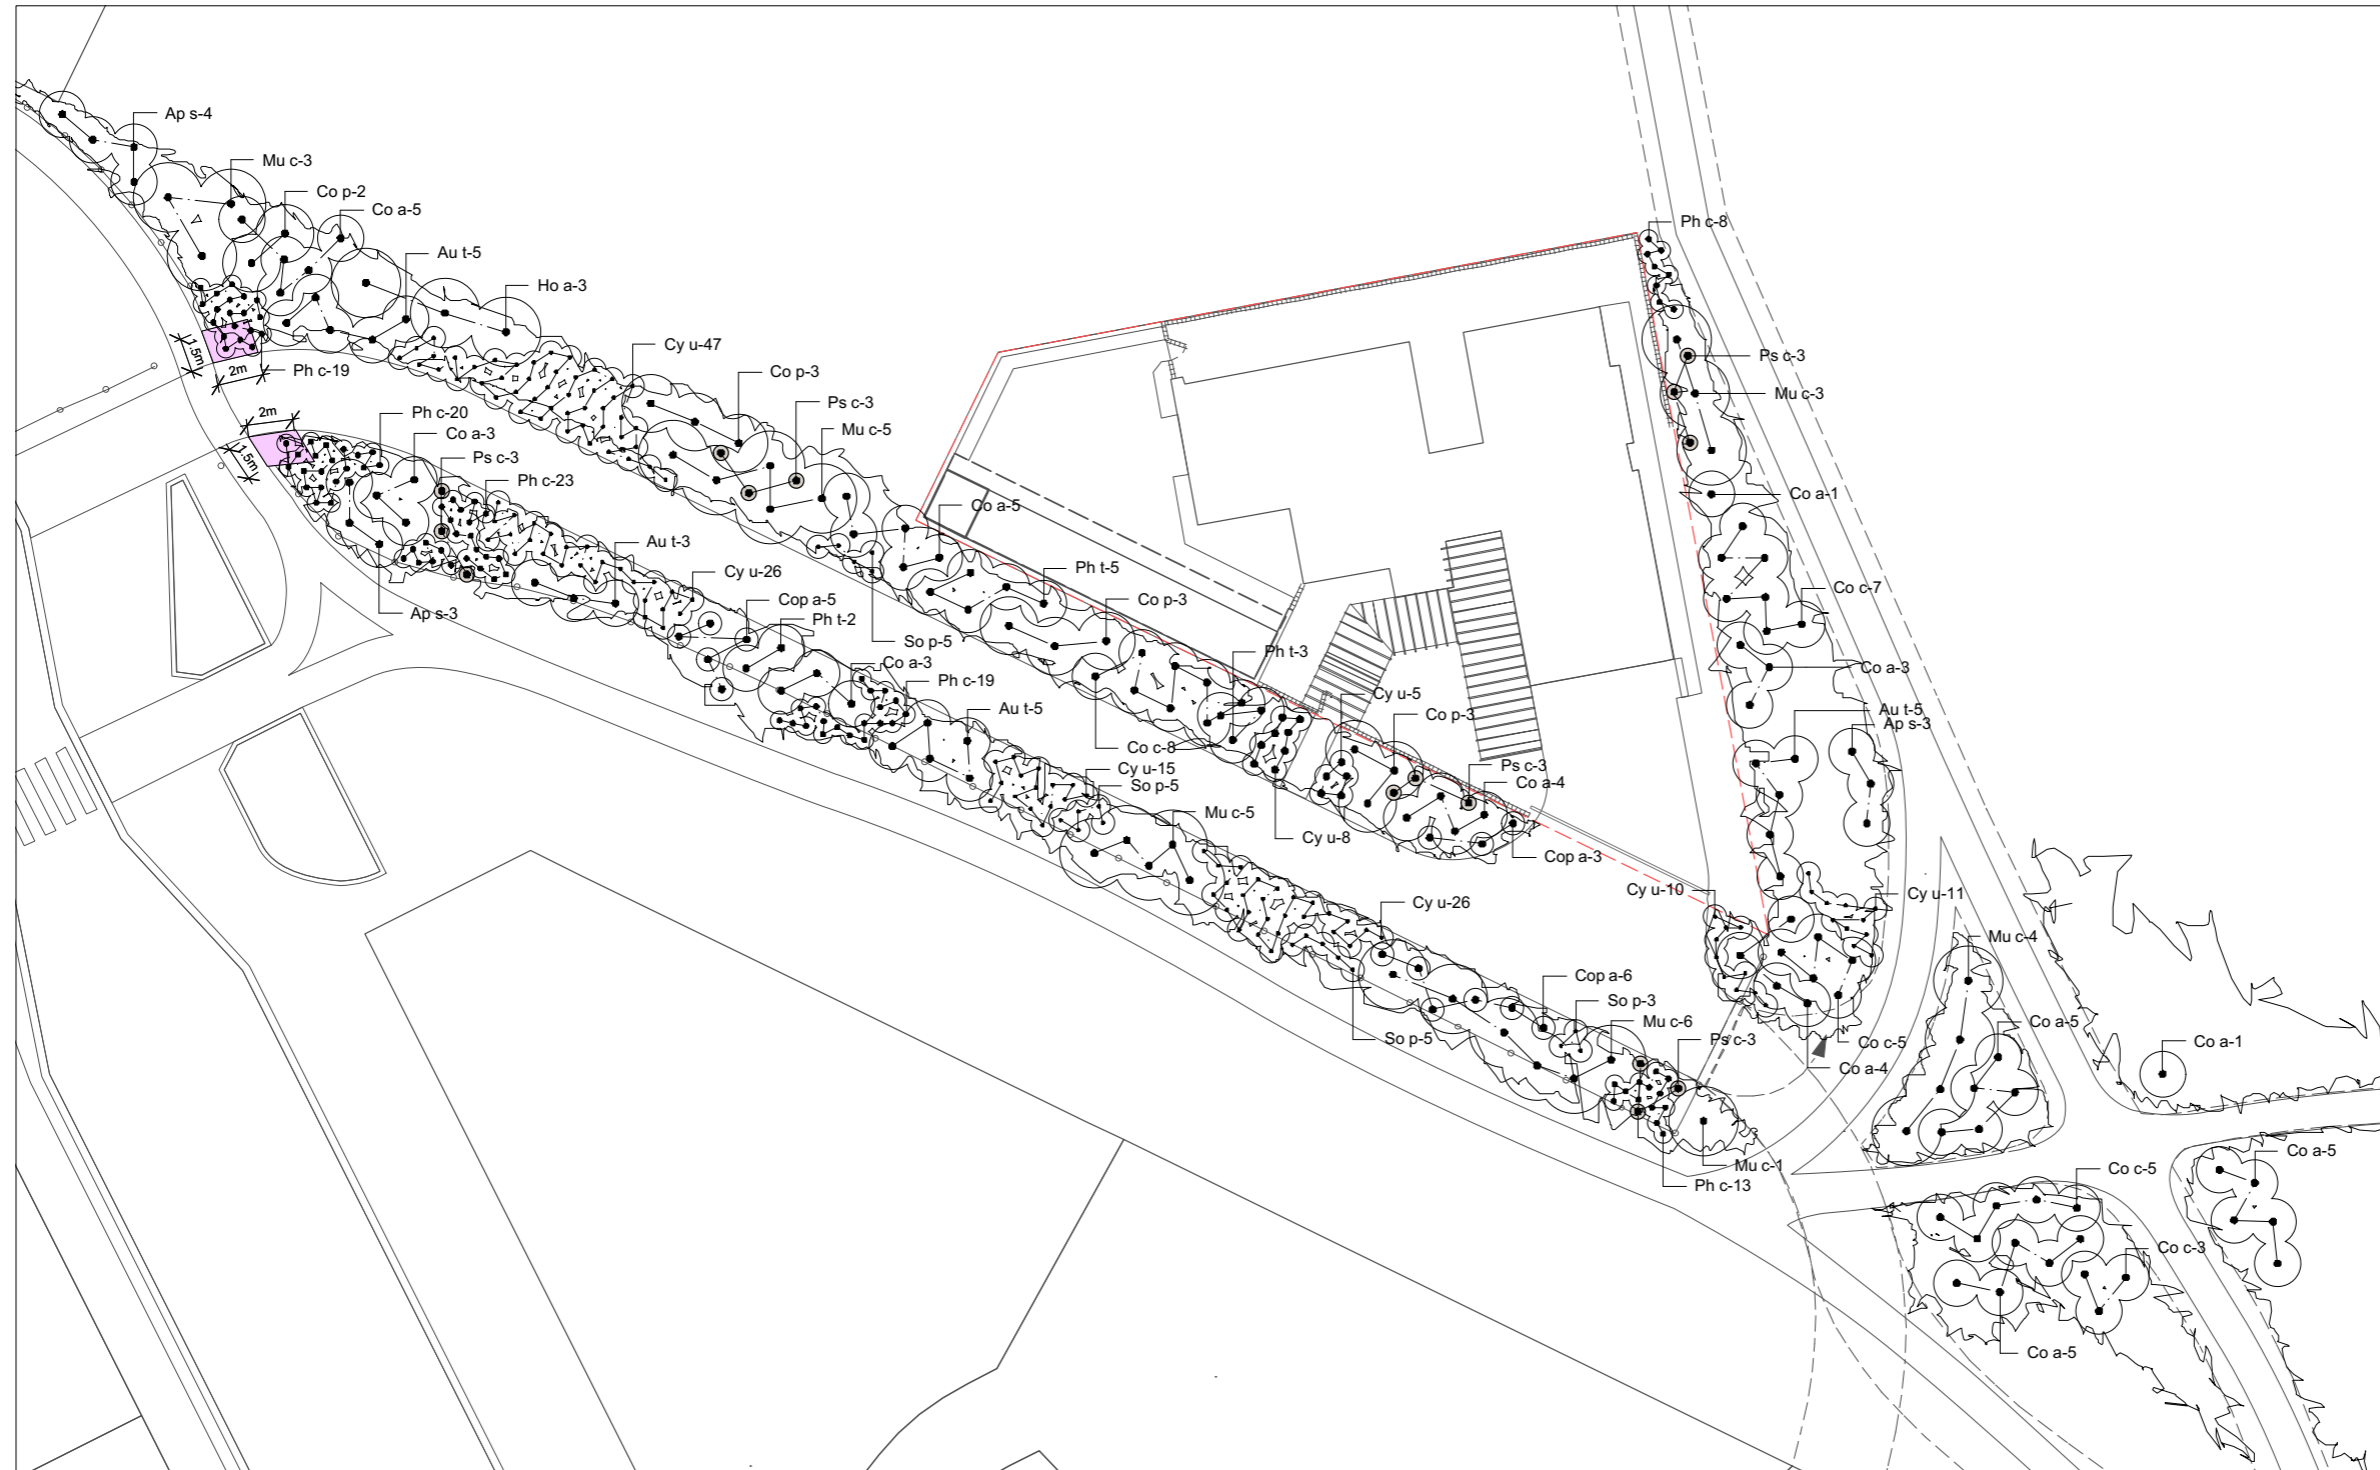 Ap s-4
Mu c-3
Co p-2
Co a-5
Au t-5
Ho a-3
Ph c-8
1.5m
2m
Ph c-19
Cy u-47
Co p-3
Ps c-3
Mu c-5
Ps c-3
Mu c-3
2m
1.5m
Ph c-20
Co a-3
Ps c-3
Ph c-23
Co a-1
Co a-5
Au t-3
Cy u-26
Ph t-5
Co p-3
Co c-7
Ap s-3
Cop a-5
Ph t-2
So p-5
Ph t-3
Co a-3
Co a-3
Ph c-19
Cy u-5
Co p-3
Au t-5
Ap s-3
Au t-5
Co c-8
Cy u-15
So p-5
Ps c-3
Co a-4
Mu c-5
Cy u-8
Cop a-3
Cy u-10
Cy u-11
Cy u-26
Mu c-4
Cop a-6
So p-3
Mu c-6
So p-5
Ps c-3
Co c-5
Co a-5
Co a-1
Co a-4
Mu c-1
Ph c-13
Co c-5
Co a-5
Co c-3
Co a-5